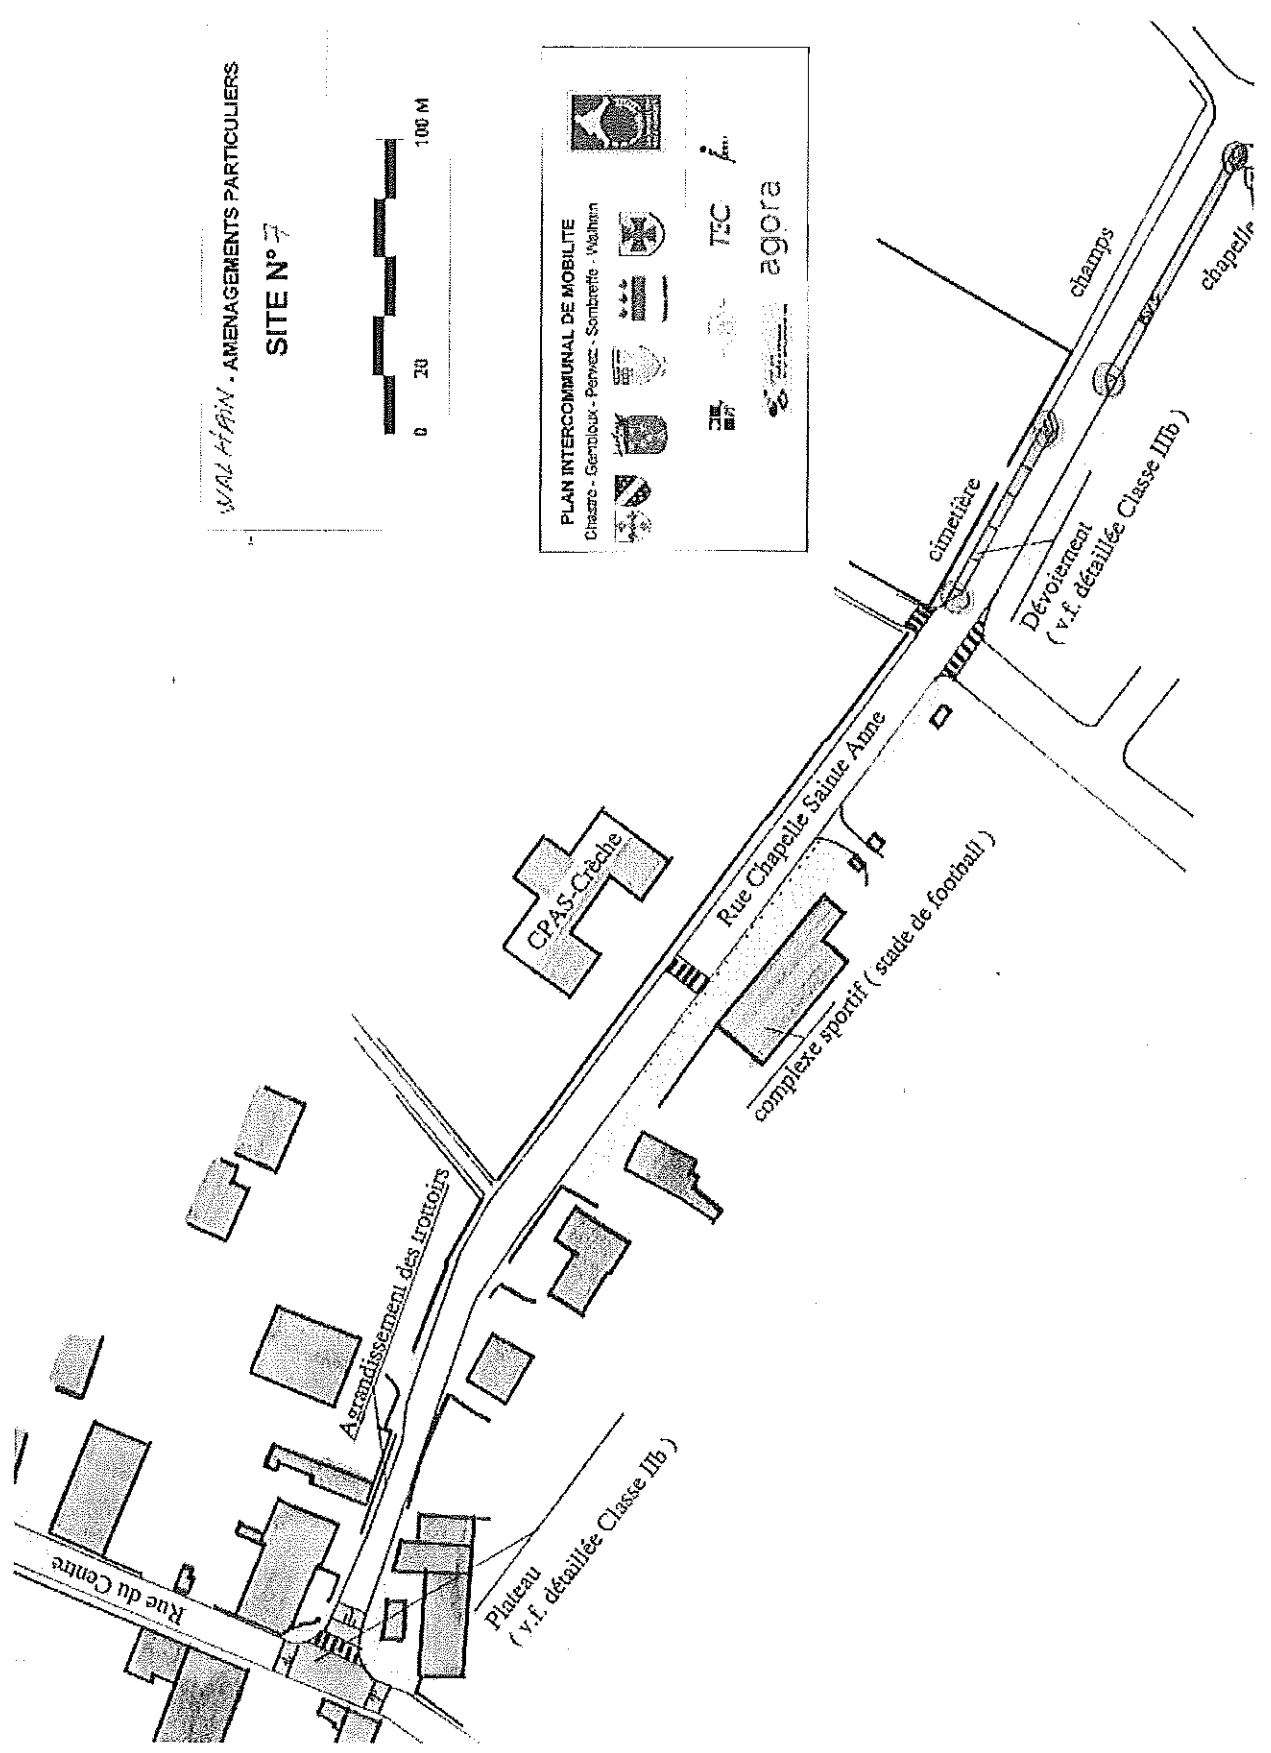 WALHAIN - AMENAGEMENTS PARTICULIERS
SITE N° 7
0 20 100 M
PLAN INTERCOMMUNAL DE MOBILITE
Chastre - Gembloux - Perwez - Sombreffe - Walhain
TEC
agora
champs
chapelle
cimetière
Dévoiement
( v.f. détaillée Classe IIIb )
Rue Chapelle Sainte Anne
CPAS-Crèche
complexe sportif ( stade de football )
Agrandissement des trottoirs
Rue du Centre
Plateau
( v.f. détaillée Classe IIb )